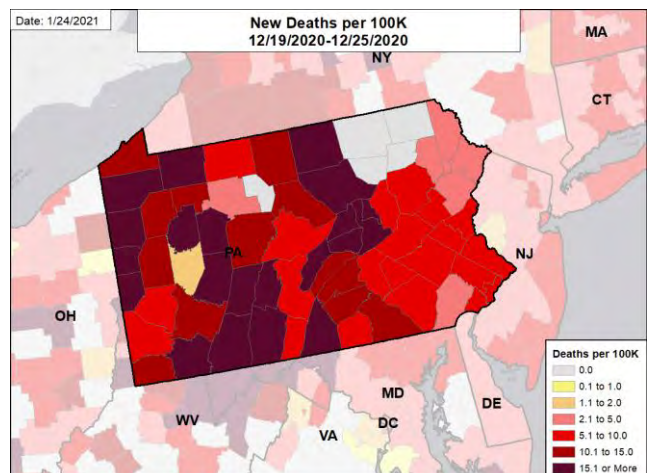 Date: 1/24/2021
New Deaths per 100K
12/19/2020-12/25/2020
MA
NY
CT
PA
NJ
OH
MD
DE
WV
DC
VA
Deaths per 100K
0.0
0.1 to 1.0
1.1 to 2.0
2.1 to 5.0
5.1 to 10.0
10.1 to 15.0
15.1 or More